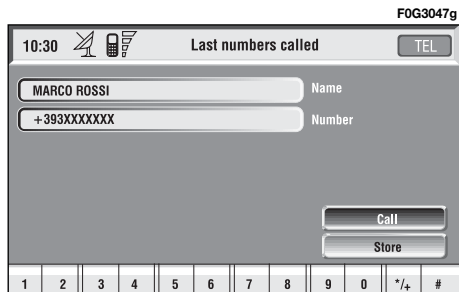 F0G3047g
10:30 Last numbers called TEL
MARCO ROSSI Name
+393XXXXXXX Number
Call
Store
1 2 3 4 5 6 7 8 9 0 */+ #